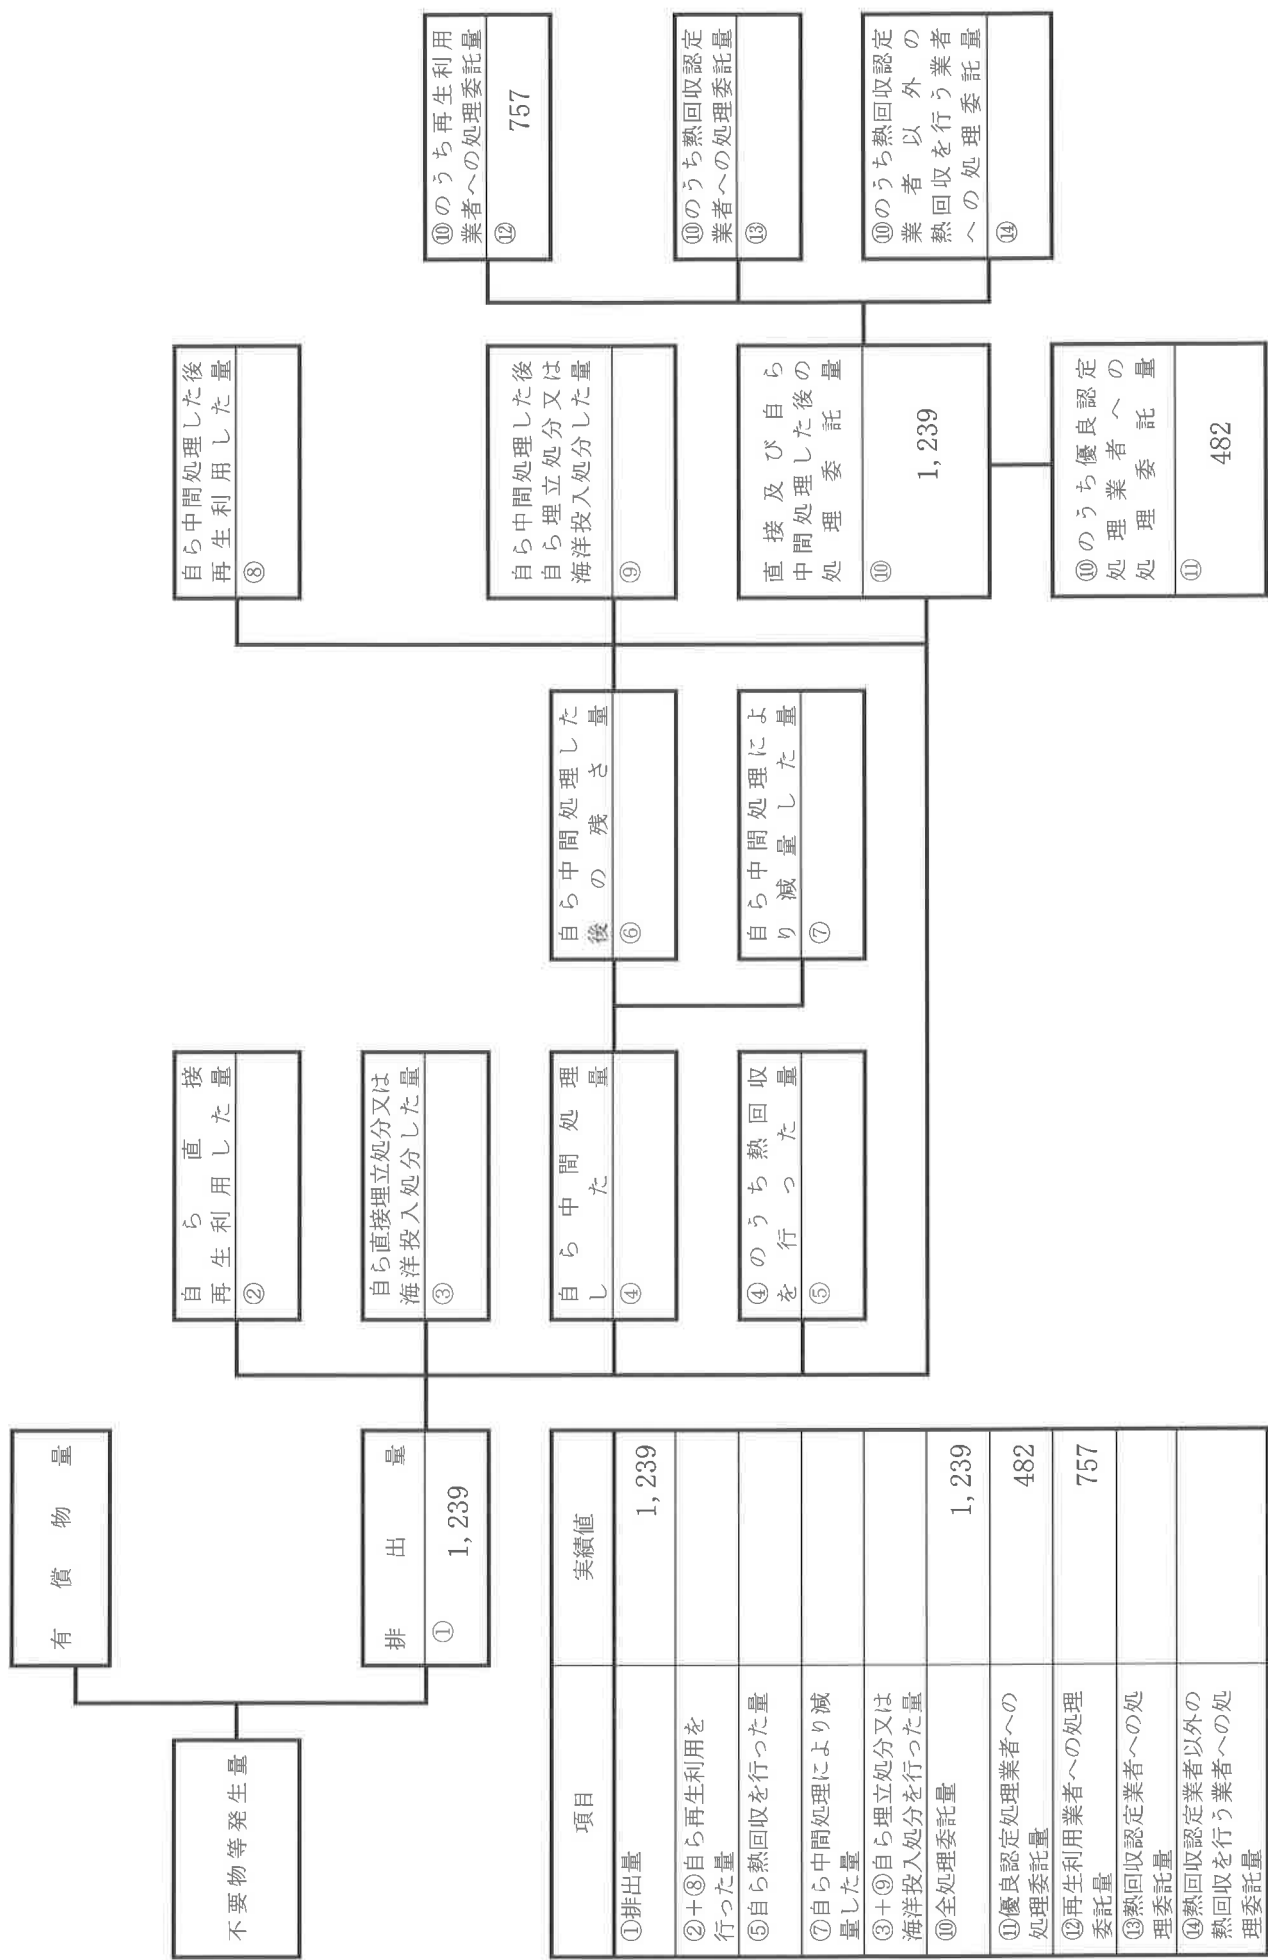 不要物等発生量
有償物量
排出量
① 1,239
自ら直接
再生利用した量
②
自ら直接埋立処分又は
海洋投入処分した量
③
自ら中間処理
した量
④
④のうち熱回収
を行った量
⑤
自ら中間処理した
後の残さ量
⑥
自ら中間処理によ
り減量した量
⑦
自ら中間処理した後
再生利用した量
⑧
自ら中間処理した後
自ら埋立処分又は
海洋投入処分した量
⑨
直接及び自ら
中間処理した後の
処理委託量
⑩ 1,239
⑩のうち優良認定
処理業者への
処理委託量
⑪ 482
⑩のうち再生利用
業者への処理委託量
⑫ 757
⑩のうち熱回収認定
業者への処理委託量
⑬
⑩のうち熱回収認定
業者以外の
熱回収を行う業者
への処理委託量
⑭
項目 実績値
①排出量 1,239
②+⑧自ら再生利用を
行った量
⑤自ら熱回収を行った量
⑦自ら中間処理により減
量した量
③+⑨自ら埋立処分又は
海洋投入処分を行った量
⑩全処理委託量 1,239
⑪優良認定処理業者への
処理委託量 482
⑫再生利用業者への処理
委託量 757
⑬熱回収認定業者への処
理委託量
⑭熱回収認定業者以外の
熱回収を行う業者への処
理委託量